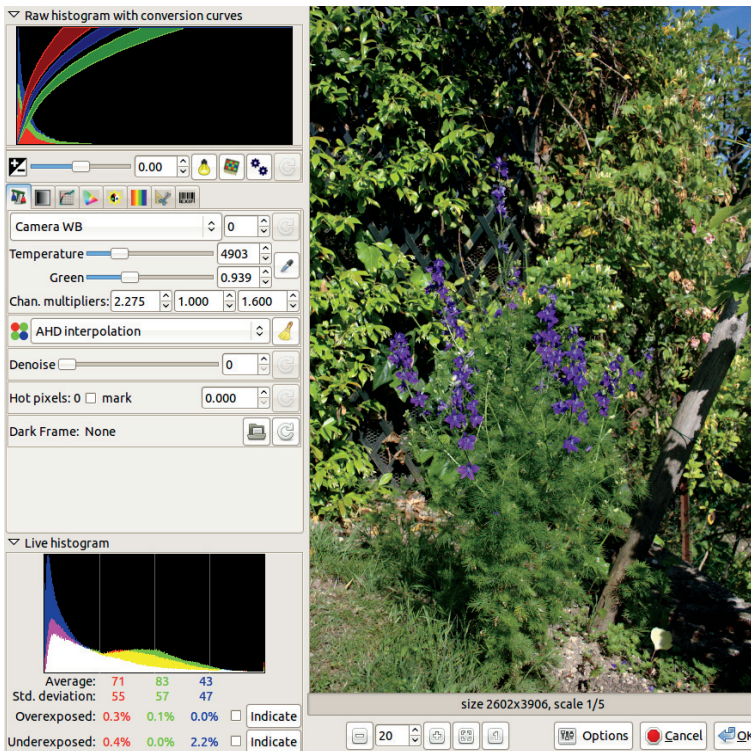 Raw histogram with conversion curves
0.00
Camera WB 0
Temperature 4903
Green 0.939
Chan. multipliers: 2.275 1.000 1.600
AHD interpolation
Denoise 0
Hot pixels: 0 mark 0.000
Dark Frame: None
Live histogram
Average: 71 83 43
Std. deviation: 55 57 47
Overexposed: 0.3% 0.1% 0.0% Indicate
Underexposed: 0.4% 0.0% 2.2% Indicate
size 2602x3906, scale 1/5
20 Options Cancel OK